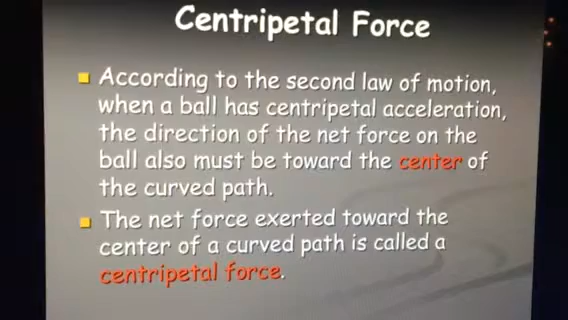 Centripetal Force
According to the second law of motion,
when a ball has centripetal acceleration,
the direction of the net force on the
ball also must be toward the center of
the curved path.
The net force exerted toward the
center of a curved path is called a
centripetal force.